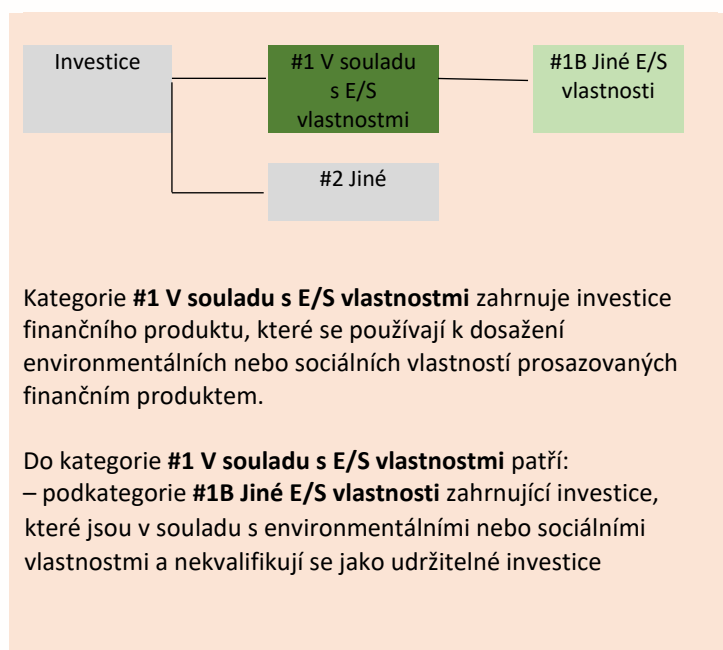 Investice
#1 V souladu
s E/S
vlastnostmi
#1B Jiné E/S
vlastnosti
#2 Jiné
Kategorie #1 V souladu s E/S vlastnostmi zahrnuje investice
finančního produktu, které se používají k dosažení
environmentálních nebo sociálních vlastností prosazovaných
finančním produktem.
Do kategorie #1 V souladu s E/S vlastnostmi patří:
– podkategorie #1B Jiné E/S vlastnosti zahrnující investice,
které jsou v souladu s environmentálními nebo sociálními
vlastnostmi a nekvalifikují se jako udržitelné investice